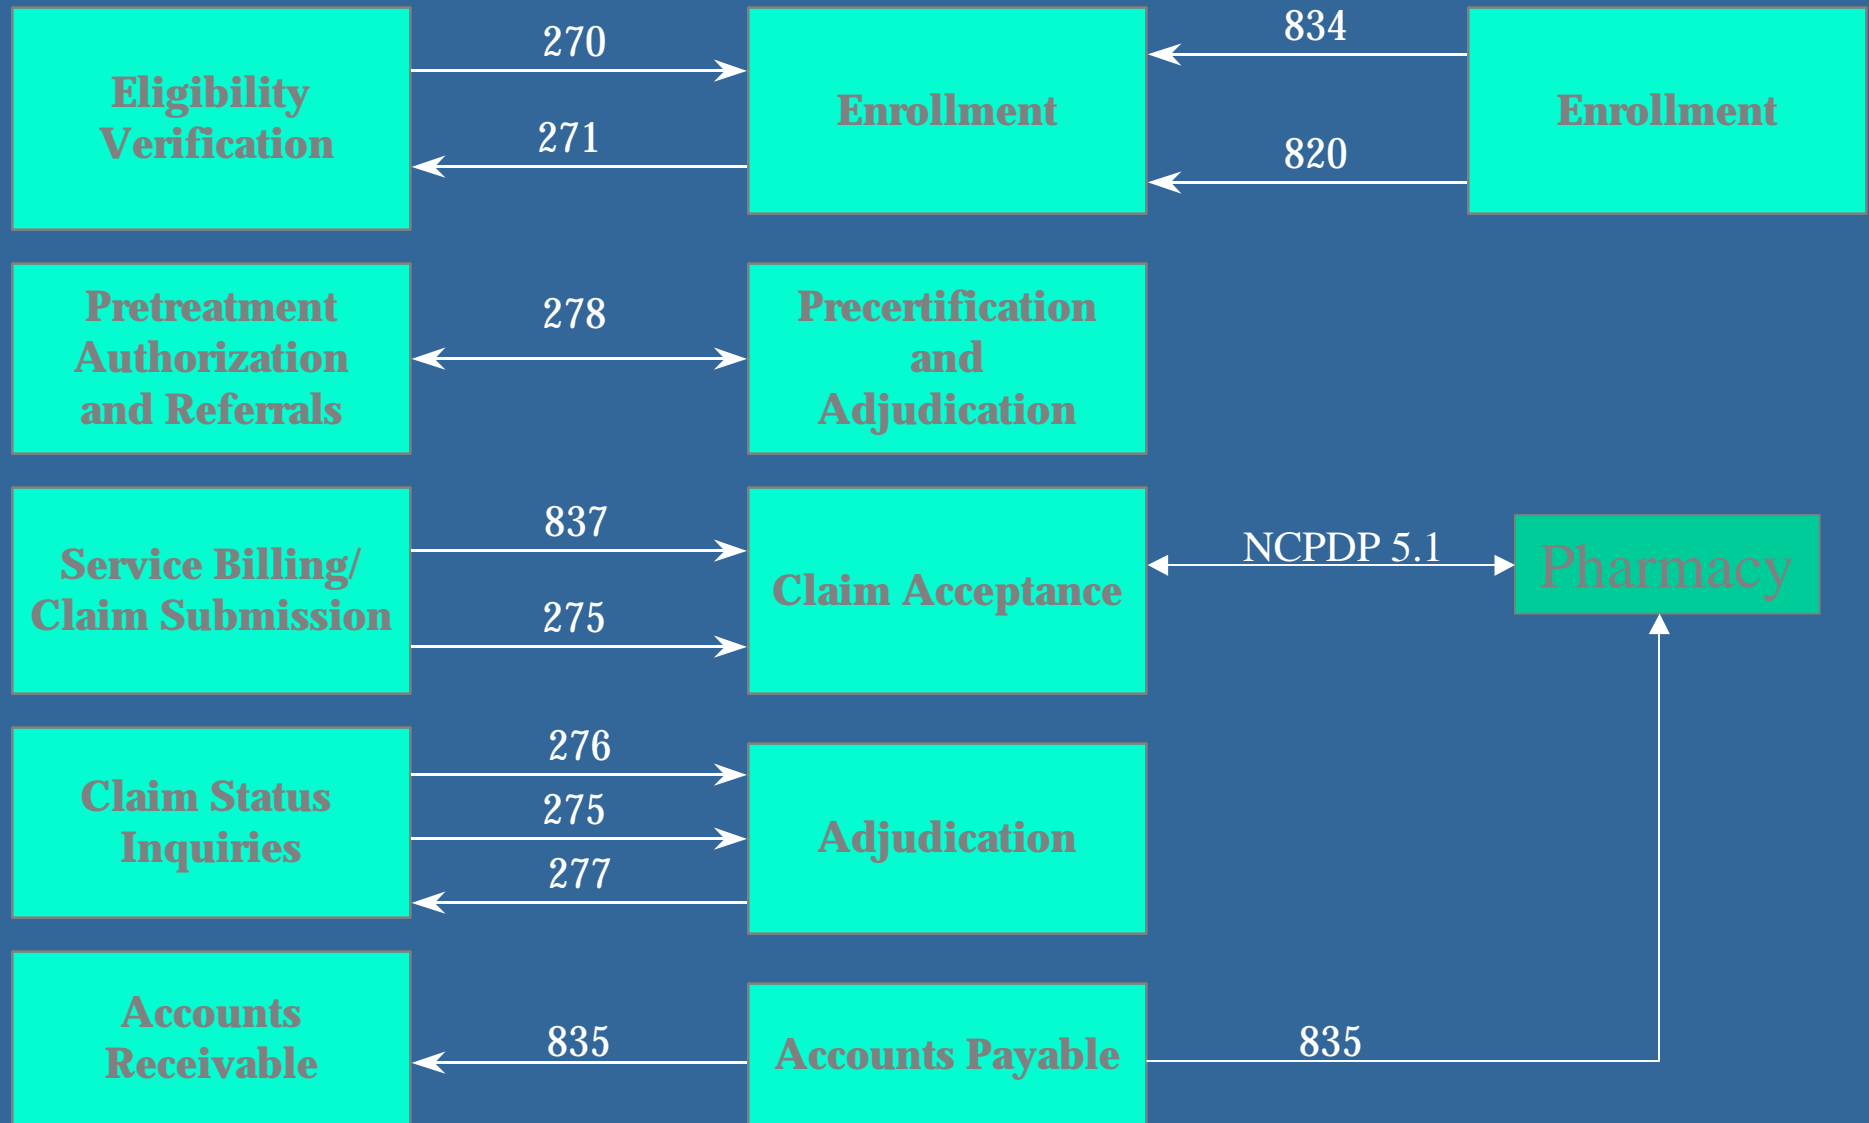 Eligibility
Verification
270
271
Enrollment
834
820
Enrollment
Pretreatment
Authorization
and Referrals
278
Precertification
and
Adjudication
Service Billing/
Claim Submission
837
275
Claim Acceptance
NCPDP 5.1
Pharmacy
Claim Status
Inquiries
276
275
277
Adjudication
Accounts
Receivable
835
Accounts Payable
835